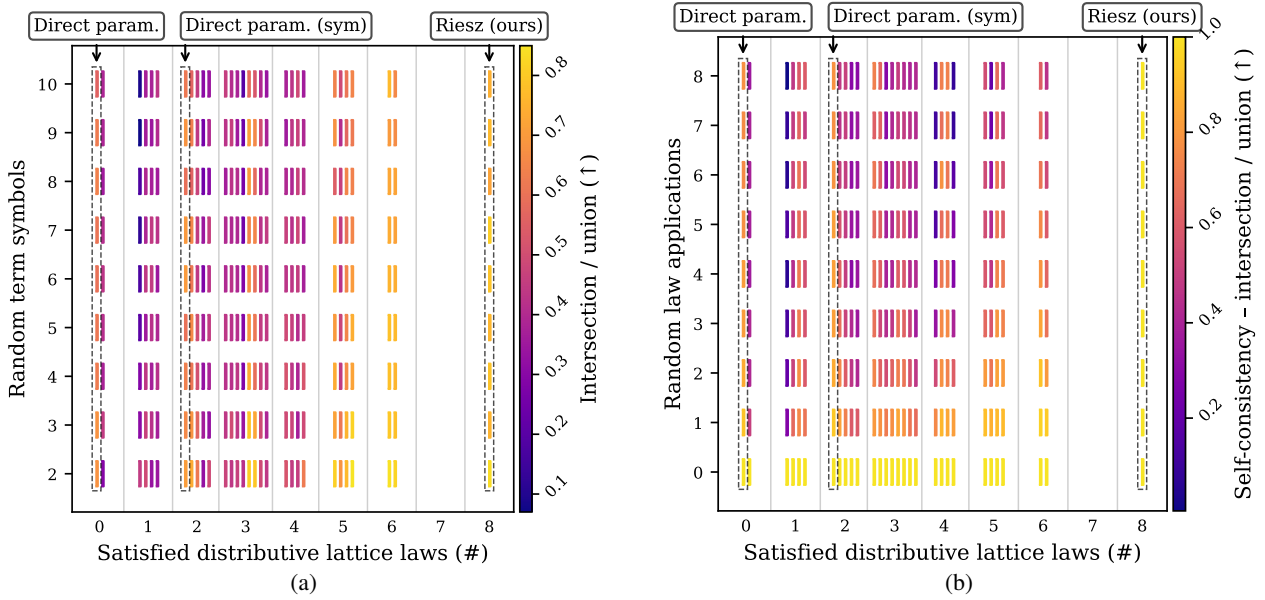 Direct param.
Direct param. (sym)
Riesz (ours)
Random term symbols
10
9
8
7
6
5
4
3
2
0 1 2 3 4 5 6 7 8
Satisfied distributive lattice laws (#)
0.8
0.7
0.6
0.5
0.4
0.3
0.2
0.1
Intersection / union (↑)
(a)
Direct param.
Direct param. (sym)
Riesz (ours)
Random law applications
8
7
6
5
4
3
2
1
0
0 1 2 3 4 5 6 7 8
Satisfied distributive lattice laws (#)
1.0
0.8
0.6
0.4
0.2
Self-consistency – intersection / union (↑)
(b)